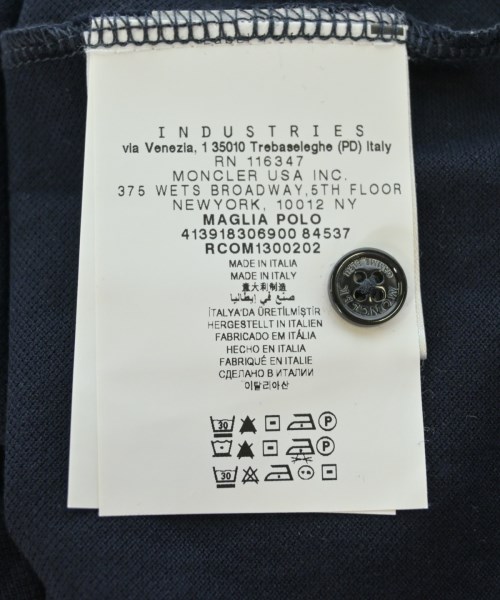 INDUSTRIES
via Venezia, 1 35010 Trebaseleghe (PD) Italy
RN 116347
MONCLER USA INC.
375 WETS BROADWAY,5TH FLOOR
NEWYORK, 10012 NY
MAGLIA POLO
413918306900 84537
RCOM1300202
MADE IN ITALIA
MADE IN ITALY
意大利制造
صنع في إيطاليا
İTALYA'DA ÜRETİLMİŞTİR
HERGESTELLT IN ITALIEN
FABRICADO EM ITÁLIA
HECHO EN ITALIA
FABRIQUÉ EN ITALIE
СДЕЛАНО В ИТАЛИИ
이탈리아산
30 P
P
30
MONCLER